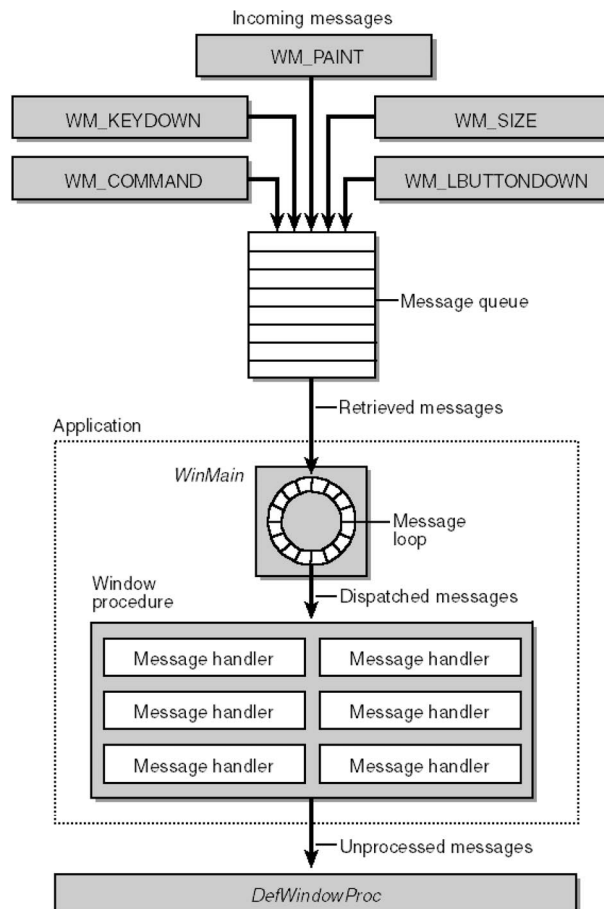 Incoming messages
WM_PAINT
WM_KEYDOWN
WM_SIZE
WM_COMMAND
WM_LBUTTONDOWN
Message queue
Retrieved messages
Application
WinMain
Message
loop
Window
procedure
Dispatched messages
Message handler
Message handler
Message handler
Message handler
Message handler
Message handler
Unprocessed messages
DefWindowProc